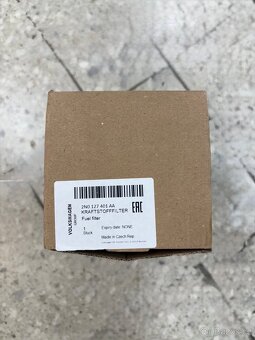 VOLKSWAGEN
2N0 127 401 AA
KRAFTSTOFFFILTER
Fuel filter
EAC
1
Stück
Expiry date: NONE
Made in Czech Rep.